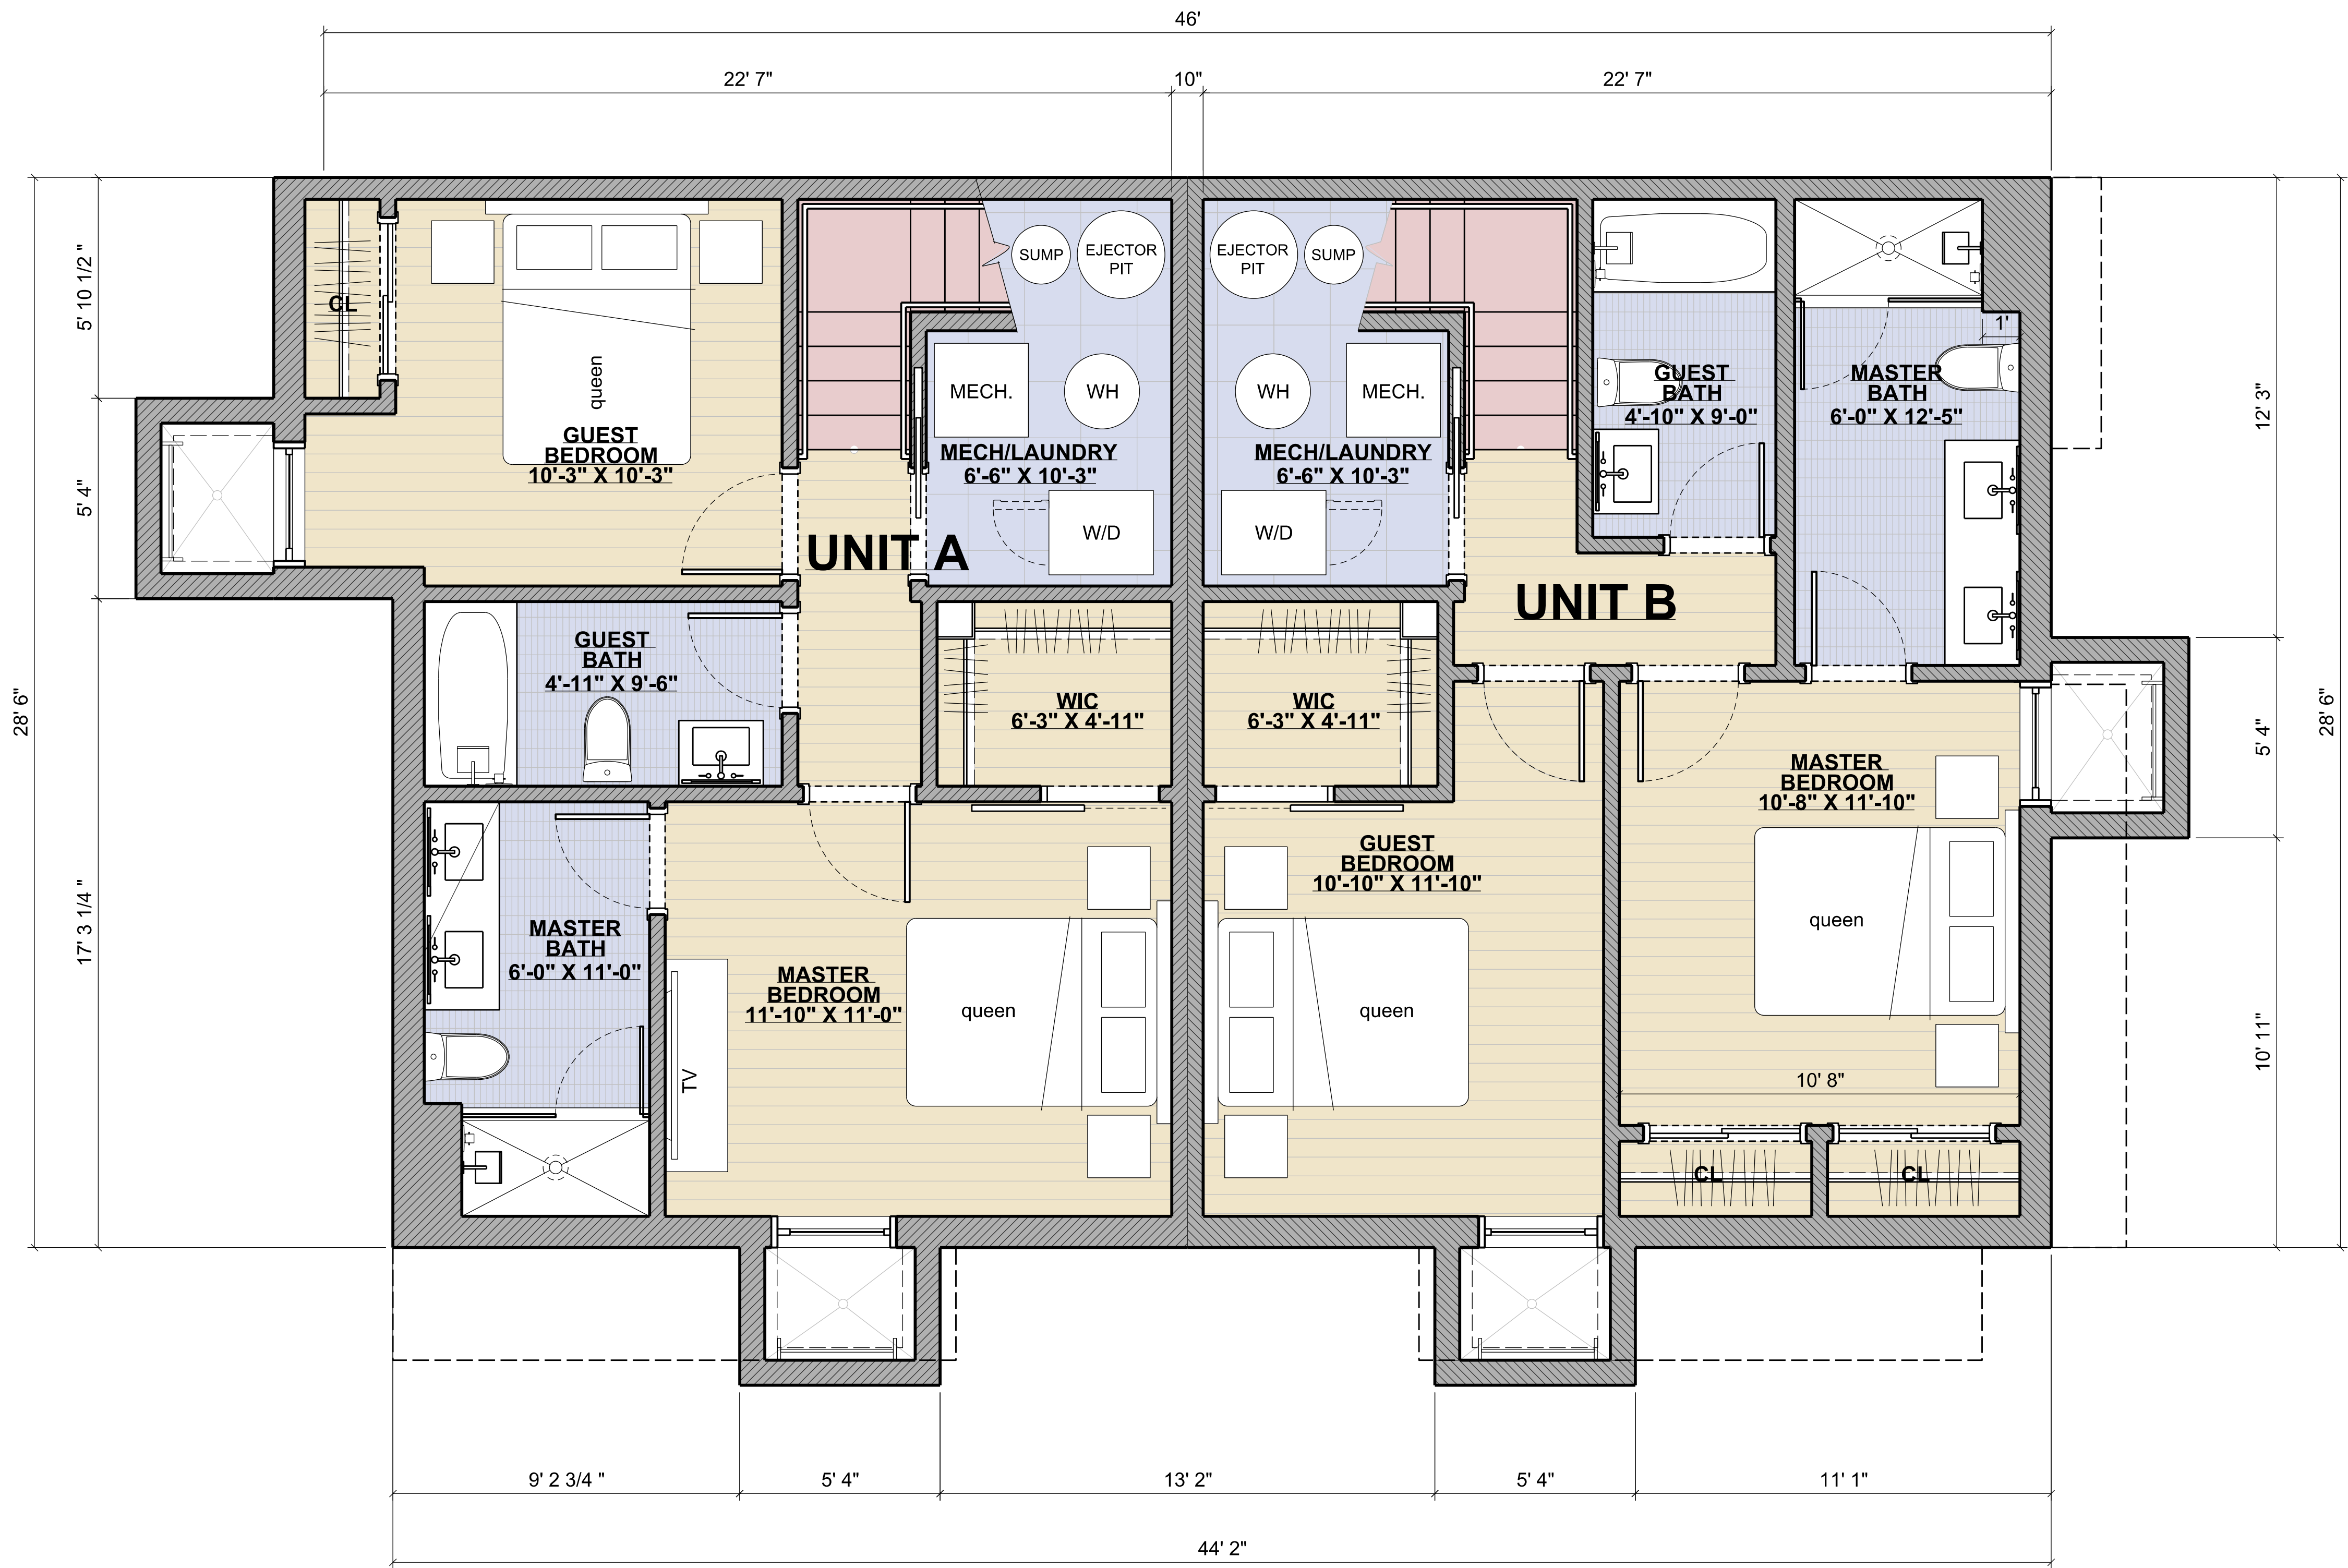 46'
22' 7"
10"
22' 7"
28' 6"
5' 10 1/2 "
5' 4"
17' 3 1/4 "
CL
queen
GUEST
BEDROOM
10'-3" X 10'-3"
SUMP
EJECTOR
PIT
MECH.
WH
MECH/LAUNDRY
6'-6" X 10'-3"
W/D
UNIT A
EJECTOR
PIT
SUMP
WH
MECH.
MECH/LAUNDRY
6'-6" X 10'-3"
W/D
UNIT B
GUEST
BATH
4'-10" X 9'-0"
1'
MASTER
BATH
6'-0" X 12'-5"
12' 3"
5' 4"
10' 11"
28' 6"
GUEST
BATH
4'-11" X 9'-6"
WIC
6'-3" X 4'-11"
WIC
6'-3" X 4'-11"
MASTER
BEDROOM
10'-8" X 11'-10"
queen
10' 8"
CL
CL
GUEST
BEDROOM
10'-10" X 11'-10"
queen
MASTER
BATH
6'-0" X 11'-0"
MASTER
BEDROOM
11'-10" X 11'-0"
queen
TV
9' 2 3/4 "
5' 4"
13' 2"
5' 4"
11' 1"
44' 2"